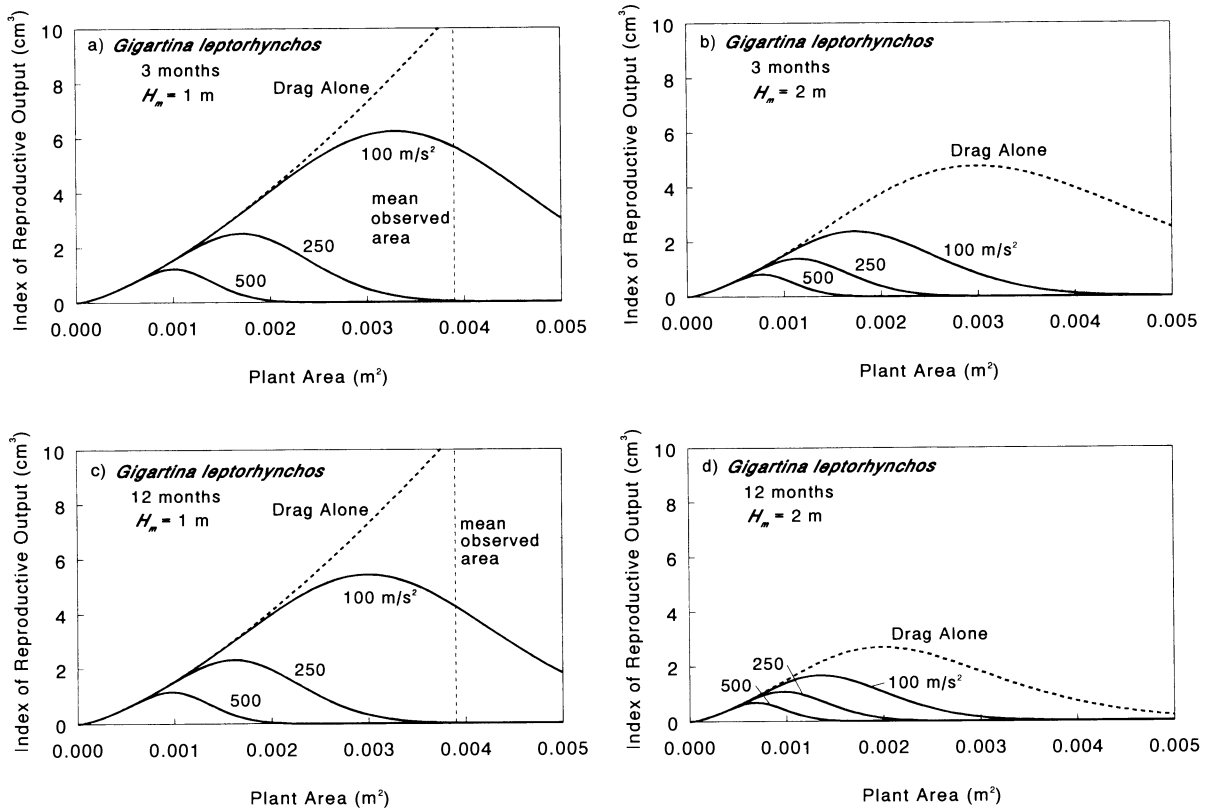 Index of Reproductive Output (cm³)
10
8
6
4
2
0
a) Gigartina leptorhynchos
3 months
Hm = 1 m
Drag Alone
100 m/s²
mean
observed
area
250
500
0.000 0.001 0.002 0.003 0.004 0.005
Plant Area (m²)
Index of Reproductive Output (cm³)
10
8
6
4
2
0
b) Gigartina leptorhynchos
3 months
Hm = 2 m
Drag Alone
100 m/s²
250
500
0.000 0.001 0.002 0.003 0.004 0.005
Plant Area (m²)
Index of Reproductive Output (cm³)
10
8
6
4
2
0
c) Gigartina leptorhynchos
12 months
Hm = 1 m
Drag Alone
mean
observed
area
100 m/s²
250
500
0.000 0.001 0.002 0.003 0.004 0.005
Plant Area (m²)
Index of Reproductive Output (cm³)
10
8
6
4
2
0
d) Gigartina leptorhynchos
12 months
Hm = 2 m
Drag Alone
250
100 m/s²
500
0.000 0.001 0.002 0.003 0.004 0.005
Plant Area (m²)